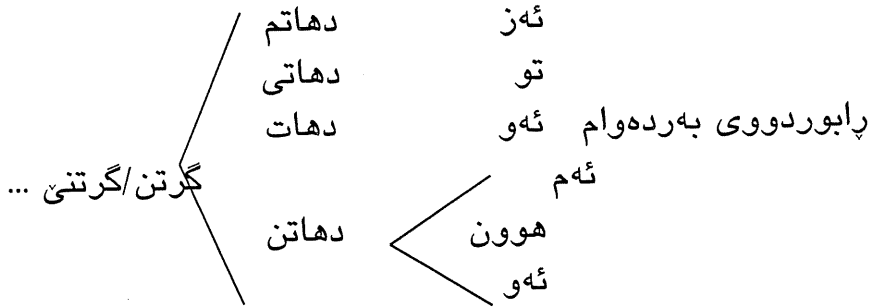 ئەز دهاتم
تو دهاتی
ڕابوردووی بەردەوام ئەو دهات
ئەم
گرتن/گرتنێ ...
هوون دهاتن
ئەو